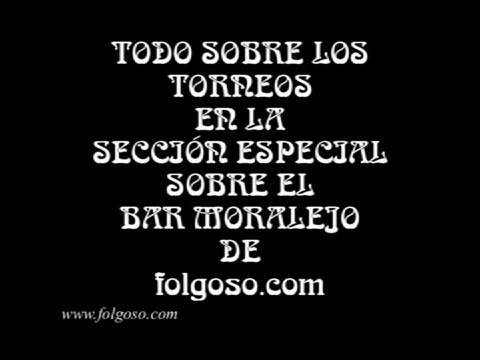 TODO SOBRE LOS
TORNEOS
EN LA
SECCIÓN ESPECIAL
SOBRE EL
BAR MORALEJO
DE
folgoso.com
www.folgoso.com